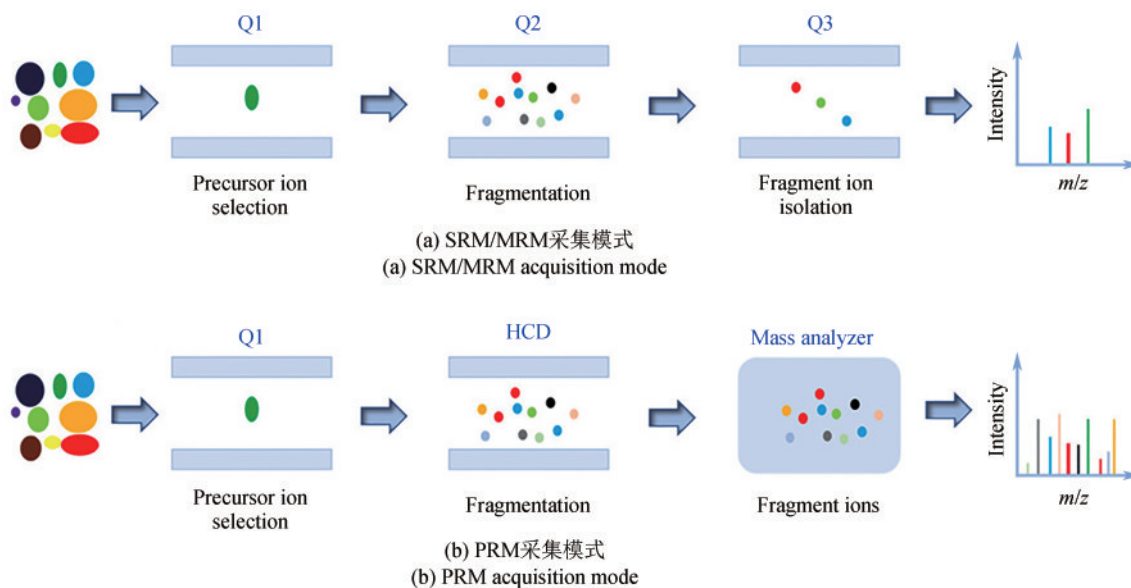 Q1
Q2
Q3
Precursor ion
selection
Fragmentation
Fragment ion
isolation
Intensity
m/z
(a) SRM/MRM采集模式
(a) SRM/MRM acquisition mode
Q1
HCD
Mass analyzer
Precursor ion
selection
Fragmentation
Fragment ions
Intensity
m/z
(b) PRM采集模式
(b) PRM acquisition mode